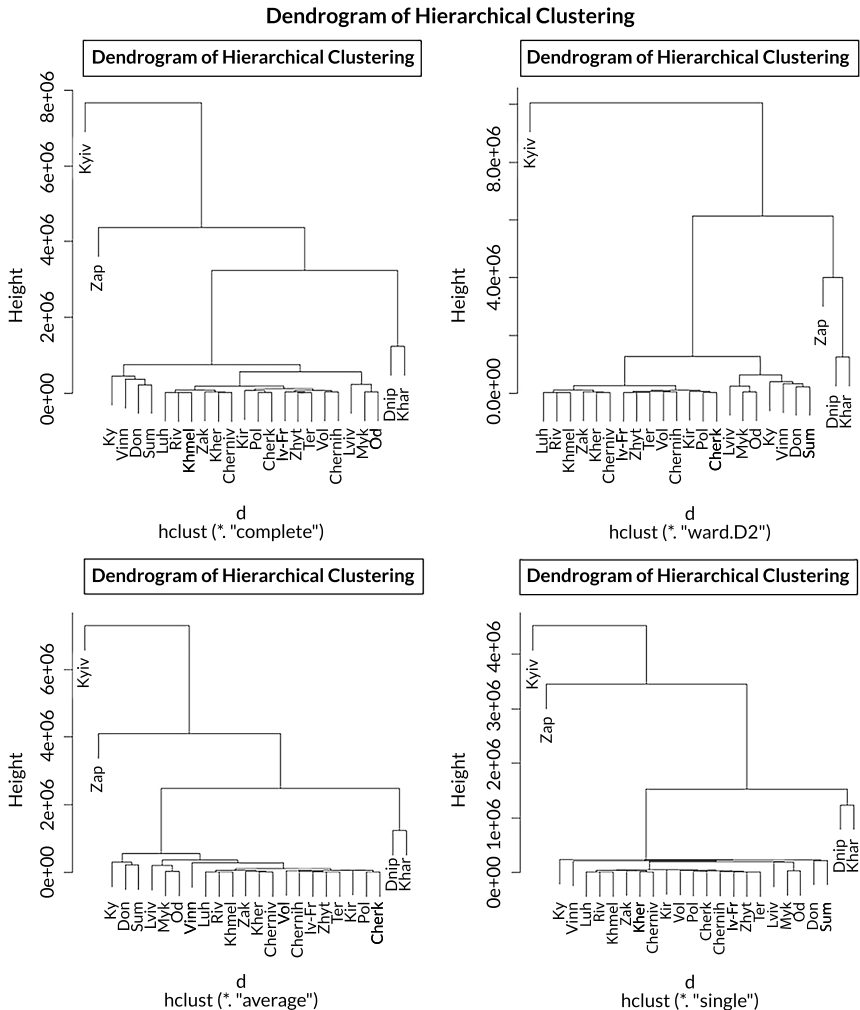 Dendrogram of Hierarchical Clustering
Dendrogram of Hierarchical Clustering
Height
0e+00 2e+06 4e+06 6e+06 8e+06
Kyiv
Zap
Ky Vinn Don Sum Luh Riv Khmel Zak Kher Cherniv Kir Pol Cherk Iv-Fr Zhyt Ter Vol Chernih Lviv Myk Od Dnip Khar
d
hclust (*. "complete")
Dendrogram of Hierarchical Clustering
Height
0.0e+00 4.0e+06 8.0e+06
Kyiv
Zap
Luh Riv Khmel Zak Kher Cherniv Iv-Fr Zhyt Ter Vol Chernih Kir Pol Cherk Lviv Myk Od Ky Vinn Don Sum Dnip Khar
d
hclust (*. "ward.D2")
Dendrogram of Hierarchical Clustering
Height
0e+00 2e+06 4e+06 6e+06
Kyiv
Zap
Ky Don Sum Lviv Myk Od Vinn Luh Riv Khmel Zak Kher Cherniv Vol Chernih Iv-Fr Zhyt Ter Kir Pol Cherk Dnip Khar
d
hclust (*. "average")
Dendrogram of Hierarchical Clustering
Height
0e+00 1e+06 2e+06 3e+06 4e+06
Kyiv
Zap
Ky Vinn Luh Riv Khmel Zak Kher Cherniv Kir Vol Pol Cherk Chernih Iv-Fr Zhyt Ter Lviv Myk Od Don Sum Dnip Khar
d
hclust (*. "single")